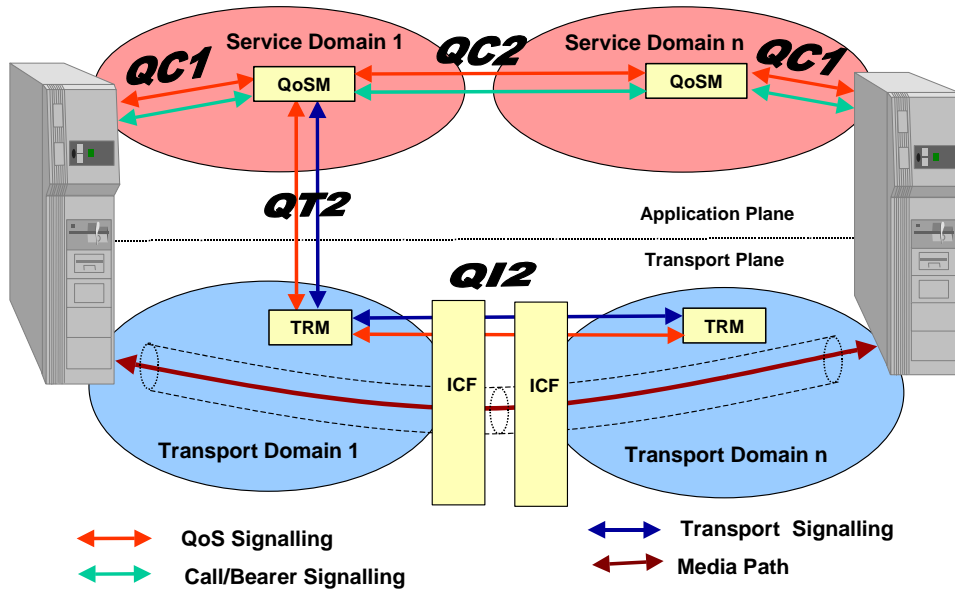 Service Domain 1
QC2
Service Domain n
QC1
QC1
QoSM
QoSM
QT2
Application Plane
Transport Plane
QI2
TRM
TRM
ICF
ICF
Transport Domain 1
Transport Domain n
QoS Signalling
Transport Signalling
Call/Bearer Signalling
Media Path